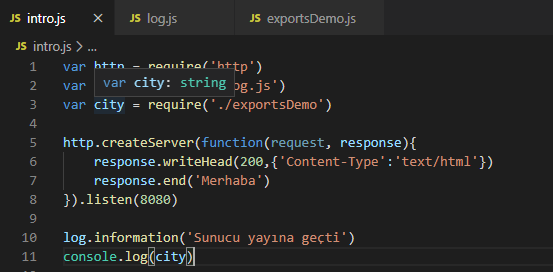 JS intro.js JS log.js JS exportsDemo.js
JS intro.js > ...
1 var http = require('http')
2 var og.js')
var city: string
3 var city = require('./exportsDemo')
4
5 http.createServer(function(request, response){
6 response.writeHead(200,{'Content-Type':'text/html'})
7 response.end('Merhaba')
8 }).listen(8080)
9
10 log.information('Sunucu yayına geçti')
11 console.log(city)